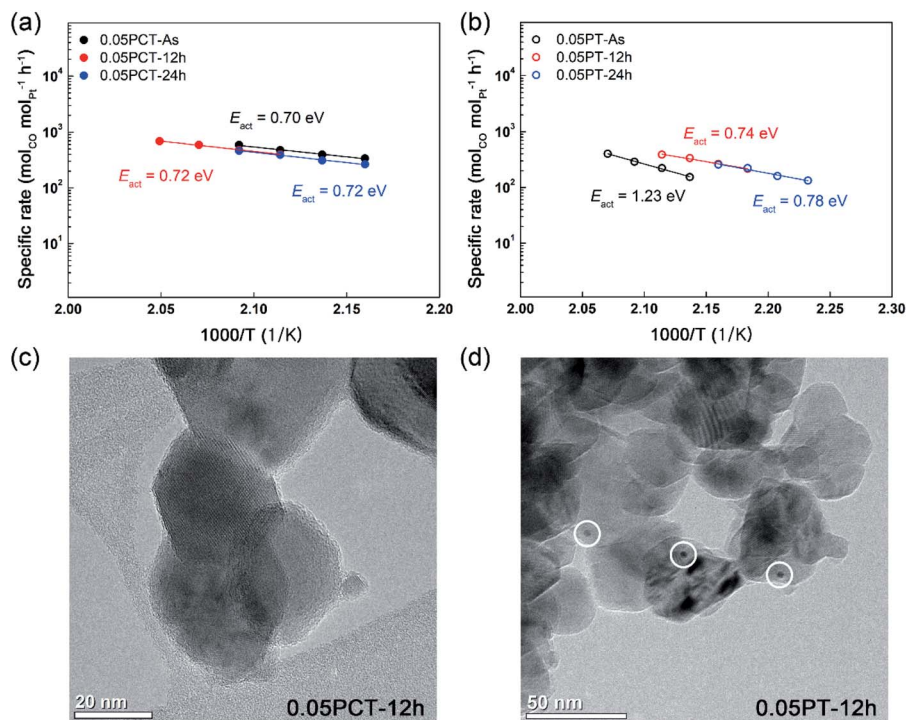 (a)
0.05PCT-As
0.05PCT-12h
0.05PCT-24h
Specific rate (molCO molPt⁻¹ h⁻¹)
10⁴
10³
10²
10¹
Eact = 0.70 eV
Eact = 0.72 eV
Eact = 0.72 eV
2.00 2.05 2.10 2.15 2.20
1000/T (1/K)
(b)
0.05PT-As
0.05PT-12h
0.05PT-24h
Specific rate (molCO molPt⁻¹ h⁻¹)
10⁴
10³
10²
10¹
Eact = 0.74 eV
Eact = 1.23 eV
Eact = 0.78 eV
2.00 2.05 2.10 2.15 2.20 2.25 2.30
1000/T (1/K)
(c)
20 nm
0.05PCT-12h
(d)
50 nm
0.05PT-12h